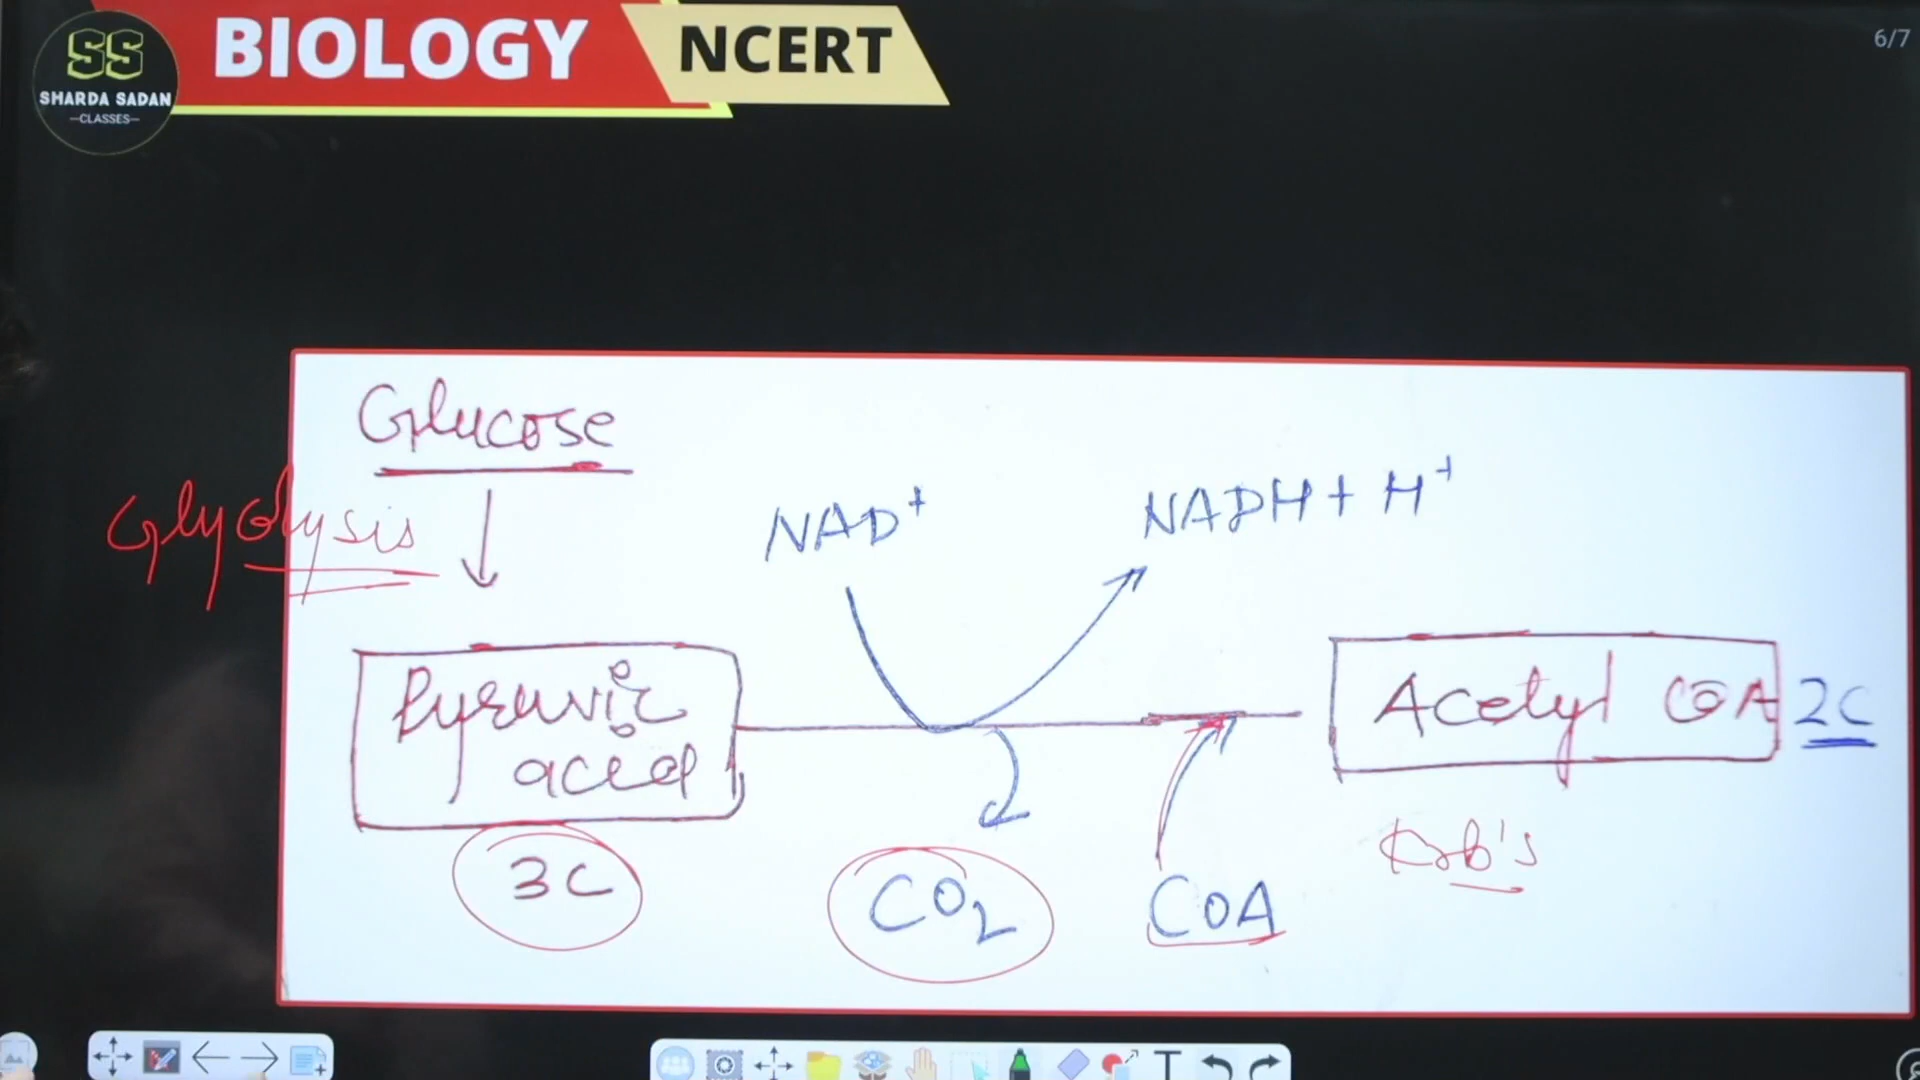 SS
SHARDA SADAN
—CLASSES—
BIOLOGY
NCERT
6/7
Glucose
Glycolysis
NAD+
NADH + H+
Pyruvic
acid
Acetyl COA
2C
3C
CO2
COA
T